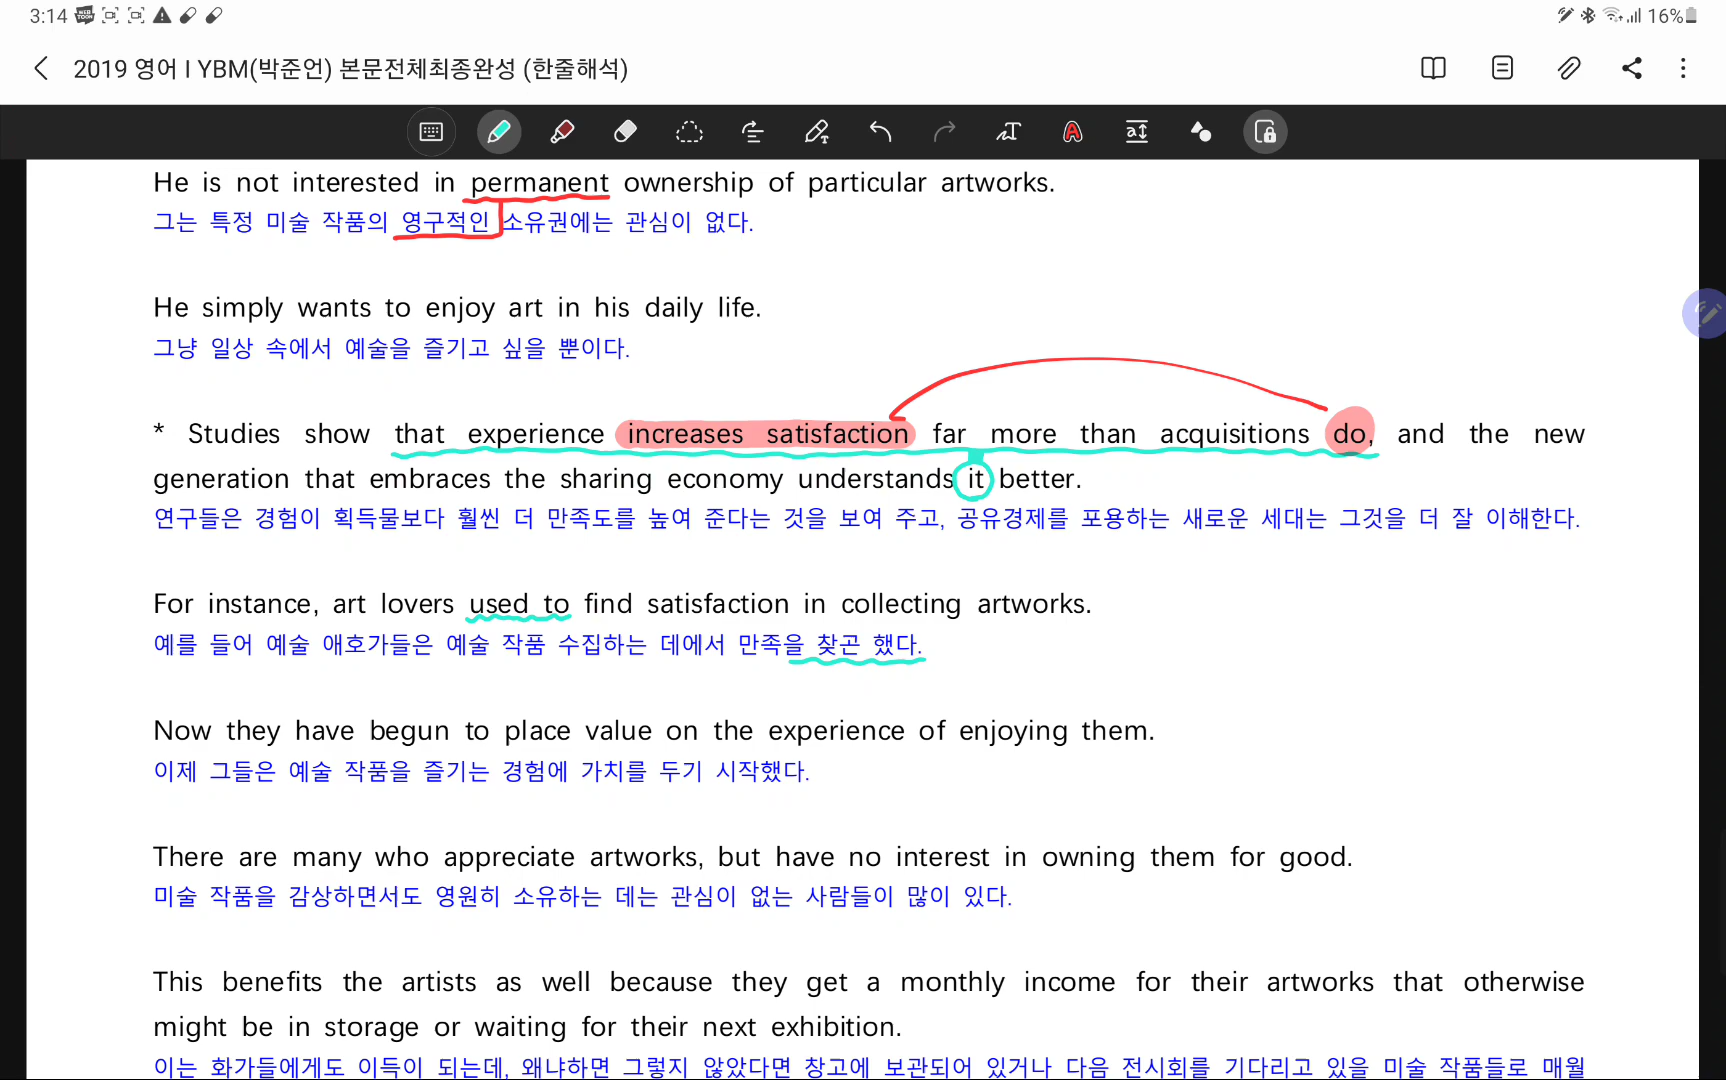 3:14
16%
2019 영어 I YBM(박준언) 본문전체최종완성 (한줄해석)
He is not interested in permanent ownership of particular artworks.
그는 특정 미술 작품의 영구적인 소유권에는 관심이 없다.
He simply wants to enjoy art in his daily life.
그냥 일상 속에서 예술을 즐기고 싶을 뿐이다.
* Studies show that experience increases satisfaction far more than acquisitions do, and the new
generation that embraces the sharing economy understands it better.
연구들은 경험이 획득물보다 훨씬 더 만족도를 높여 준다는 것을 보여 주고, 공유경제를 포용하는 새로운 세대는 그것을 더 잘 이해한다.
For instance, art lovers used to find satisfaction in collecting artworks.
예를 들어 예술 애호가들은 예술 작품 수집하는 데에서 만족을 찾곤 했다.
Now they have begun to place value on the experience of enjoying them.
이제 그들은 예술 작품을 즐기는 경험에 가치를 두기 시작했다.
There are many who appreciate artworks, but have no interest in owning them for good.
미술 작품을 감상하면서도 영원히 소유하는 데는 관심이 없는 사람들이 많이 있다.
This benefits the artists as well because they get a monthly income for their artworks that otherwise
might be in storage or waiting for their next exhibition.
이는 화가들에게도 이득이 되는데, 왜냐하면 그렇지 않았다면 창고에 보관되어 있거나 다음 전시회를 기다리고 있을 미술 작품들로 매월